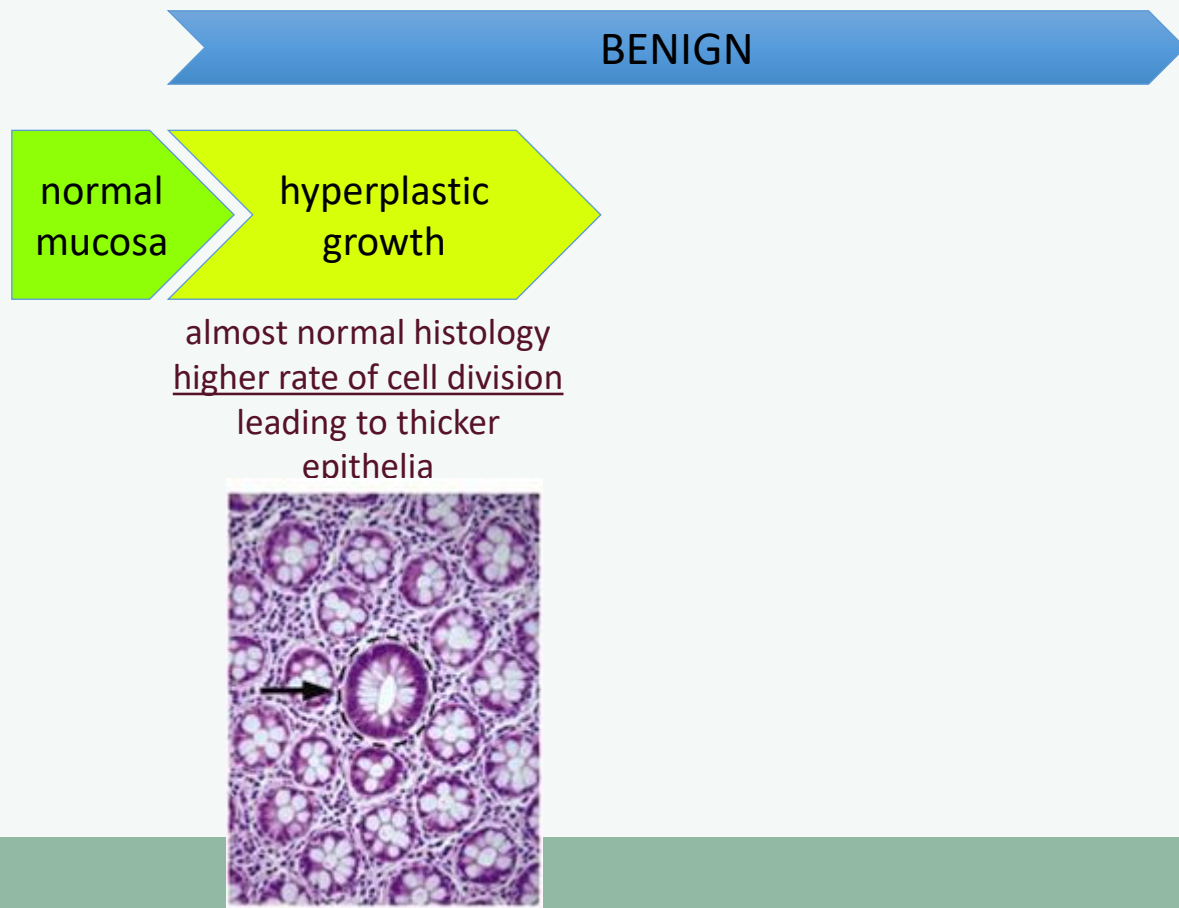 BENIGN
normal
mucosa
hyperplastic
growth
almost normal histology
higher rate of cell division
leading to thicker
epithelia